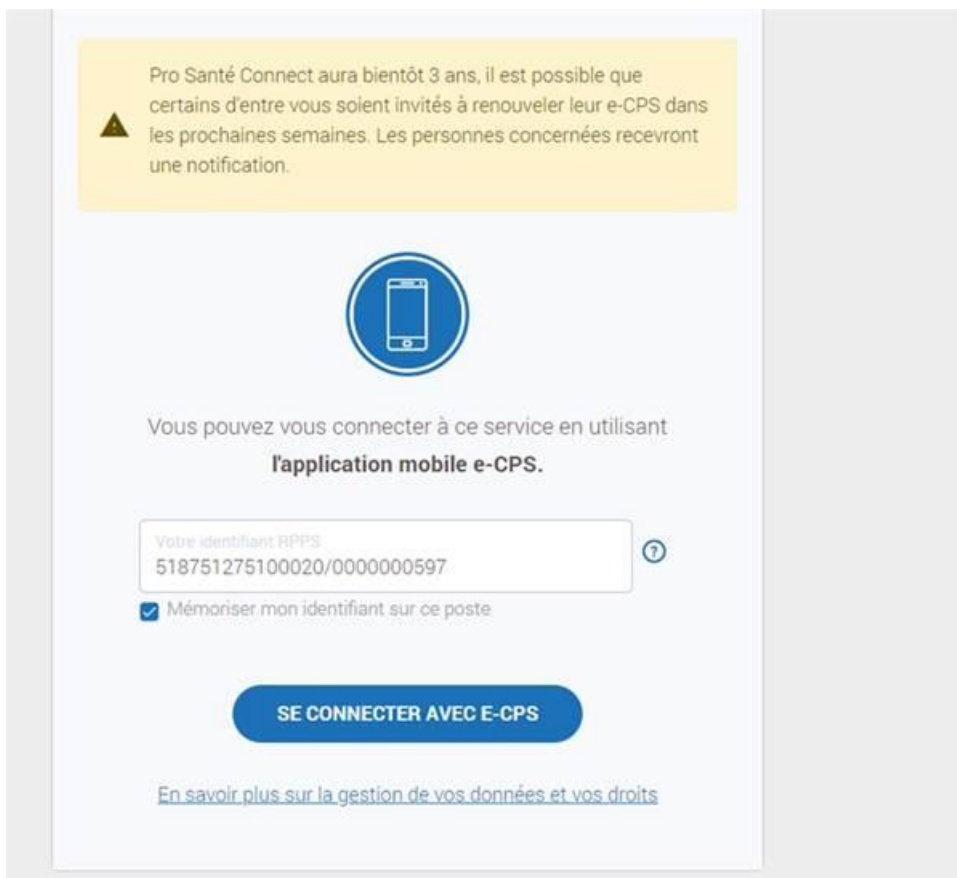 Pro Santé Connect aura bientôt 3 ans, il est possible que
certains d'entre vous soient invités à renouveler leur e-CPS dans
les prochaines semaines. Les personnes concernées recevront
une notification.
Vous pouvez vous connecter à ce service en utilisant
l'application mobile e-CPS.
Votre identifiant RPPS
518751275100020/0000000597
?
Mémoriser mon identifiant sur ce poste
SE CONNECTER AVEC E-CPS
En savoir plus sur la gestion de vos données et vos droits